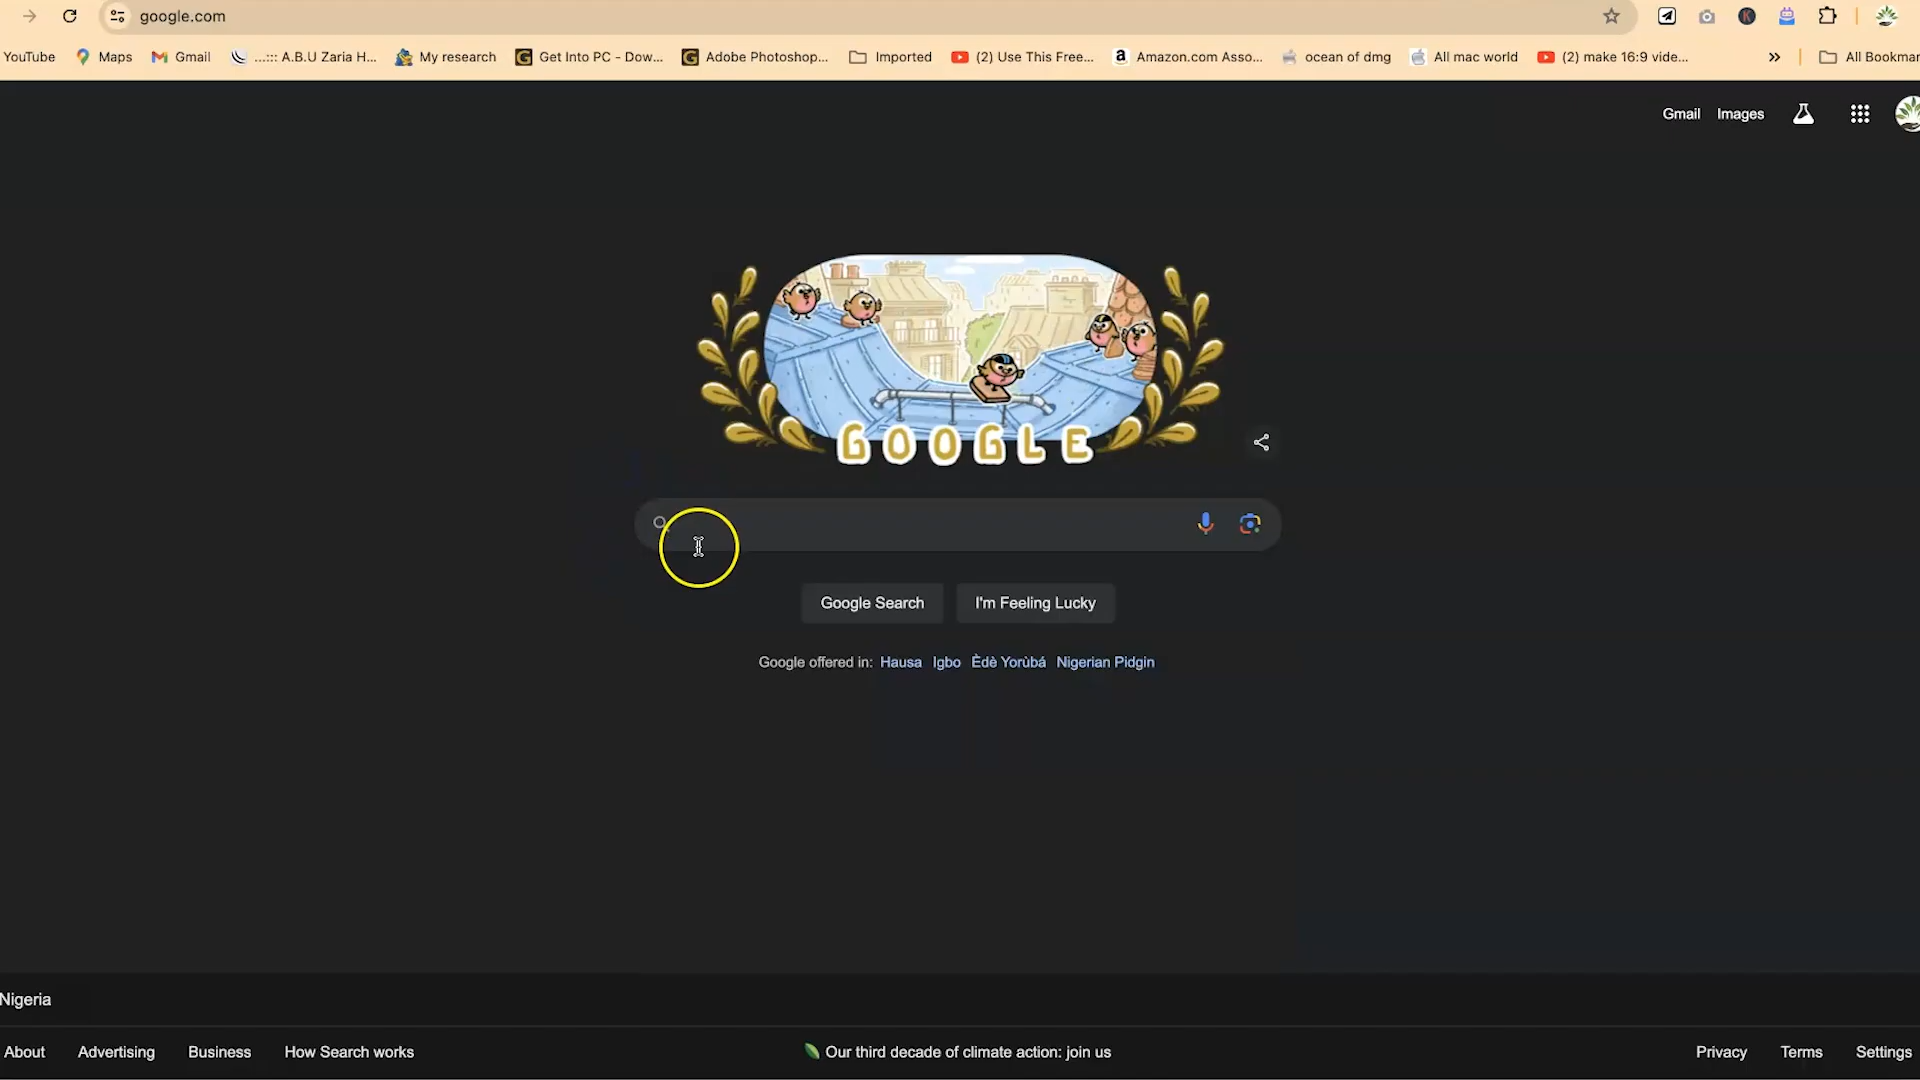 google.com
YouTube Maps Gmail ...::: A.B.U Zaria H... My research Get Into PC - Dow... Adobe Photoshop... Imported (2) Use This Free... Amazon.com Asso... ocean of dmg All mac world (2) make 16:9 vide... » All Bookmar
Gmail Images
GOOGLE
Google Search I'm Feeling Lucky
Google offered in: Hausa Igbo Èdè Yorùbá Nigerian Pidgin
Nigeria
About Advertising Business How Search works Our third decade of climate action: join us Privacy Terms Settings